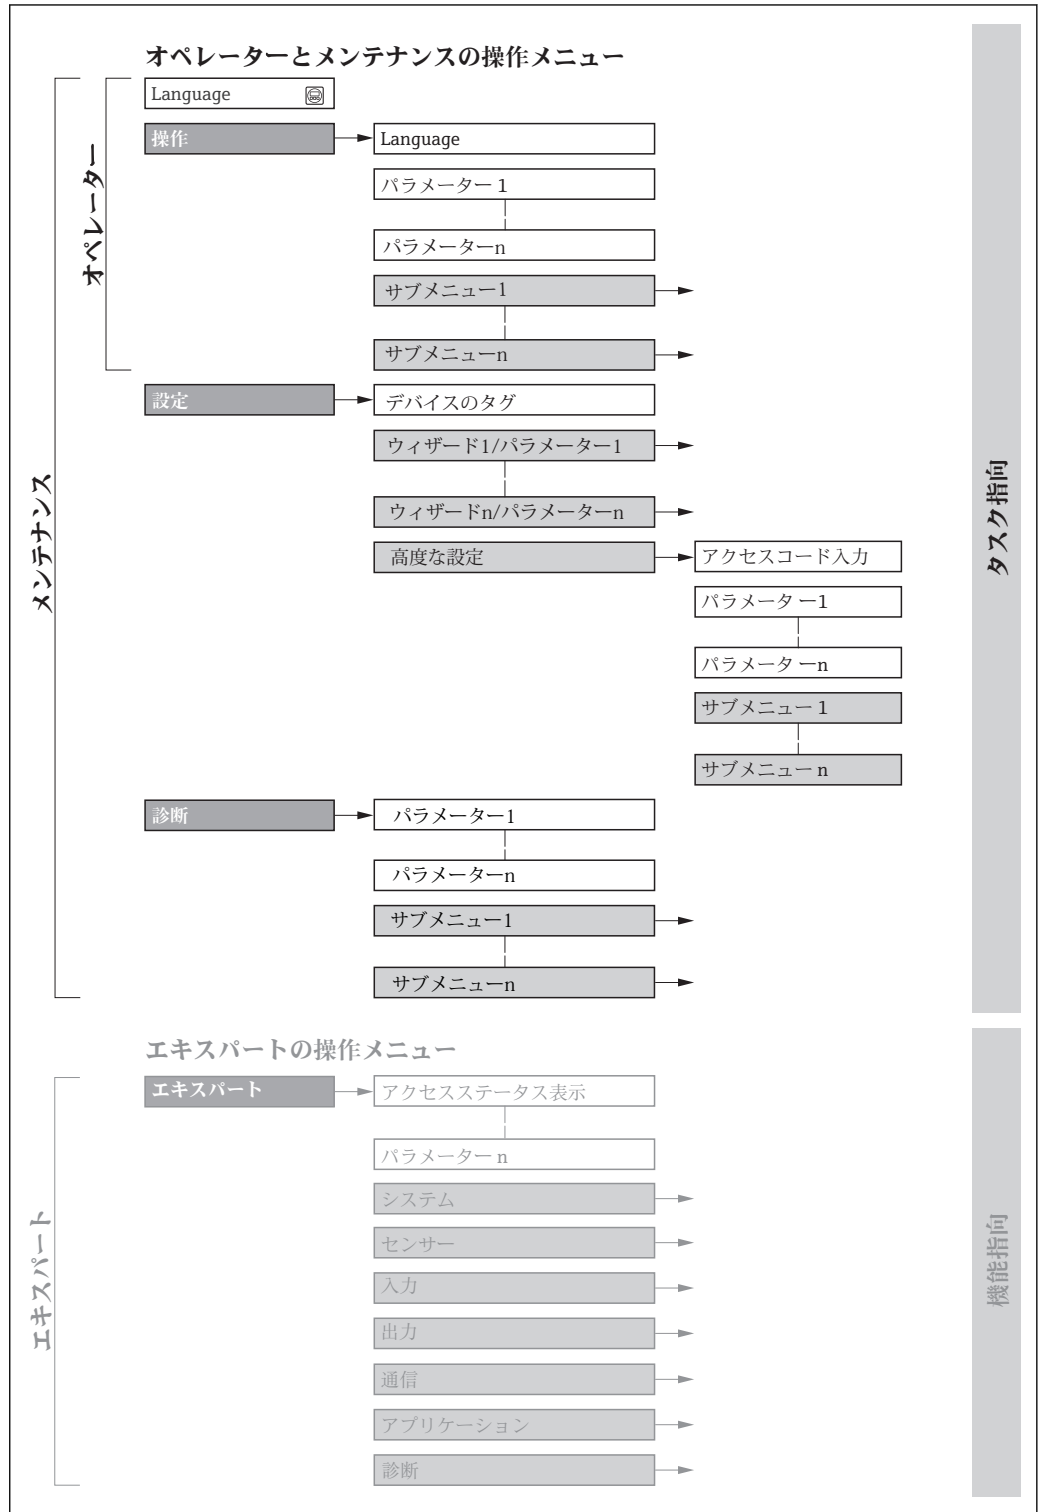 オペレーターとメンテナンスの操作メニュー
Language
操作
Language
パラメーター 1
パラメーターn
サブメニュー1
サブメニューn
オペレーター
設定
デバイスのタグ
ウィザード1/パラメーター1
ウィザードn/パラメーターn
高度な設定
アクセスコード入力
パラメーター1
パラメーターn
サブメニュー 1
サブメニュー n
診断
パラメーター1
パラメーターn
サブメニュー1
サブメニューn
メンテナンス
タスク指向
エキスパートの操作メニュー
エキスパート
アクセスステータス表示
パラメーター n
システム
センサー
入力
出力
通信
アプリケーション
診断
エキスパート
機能指向